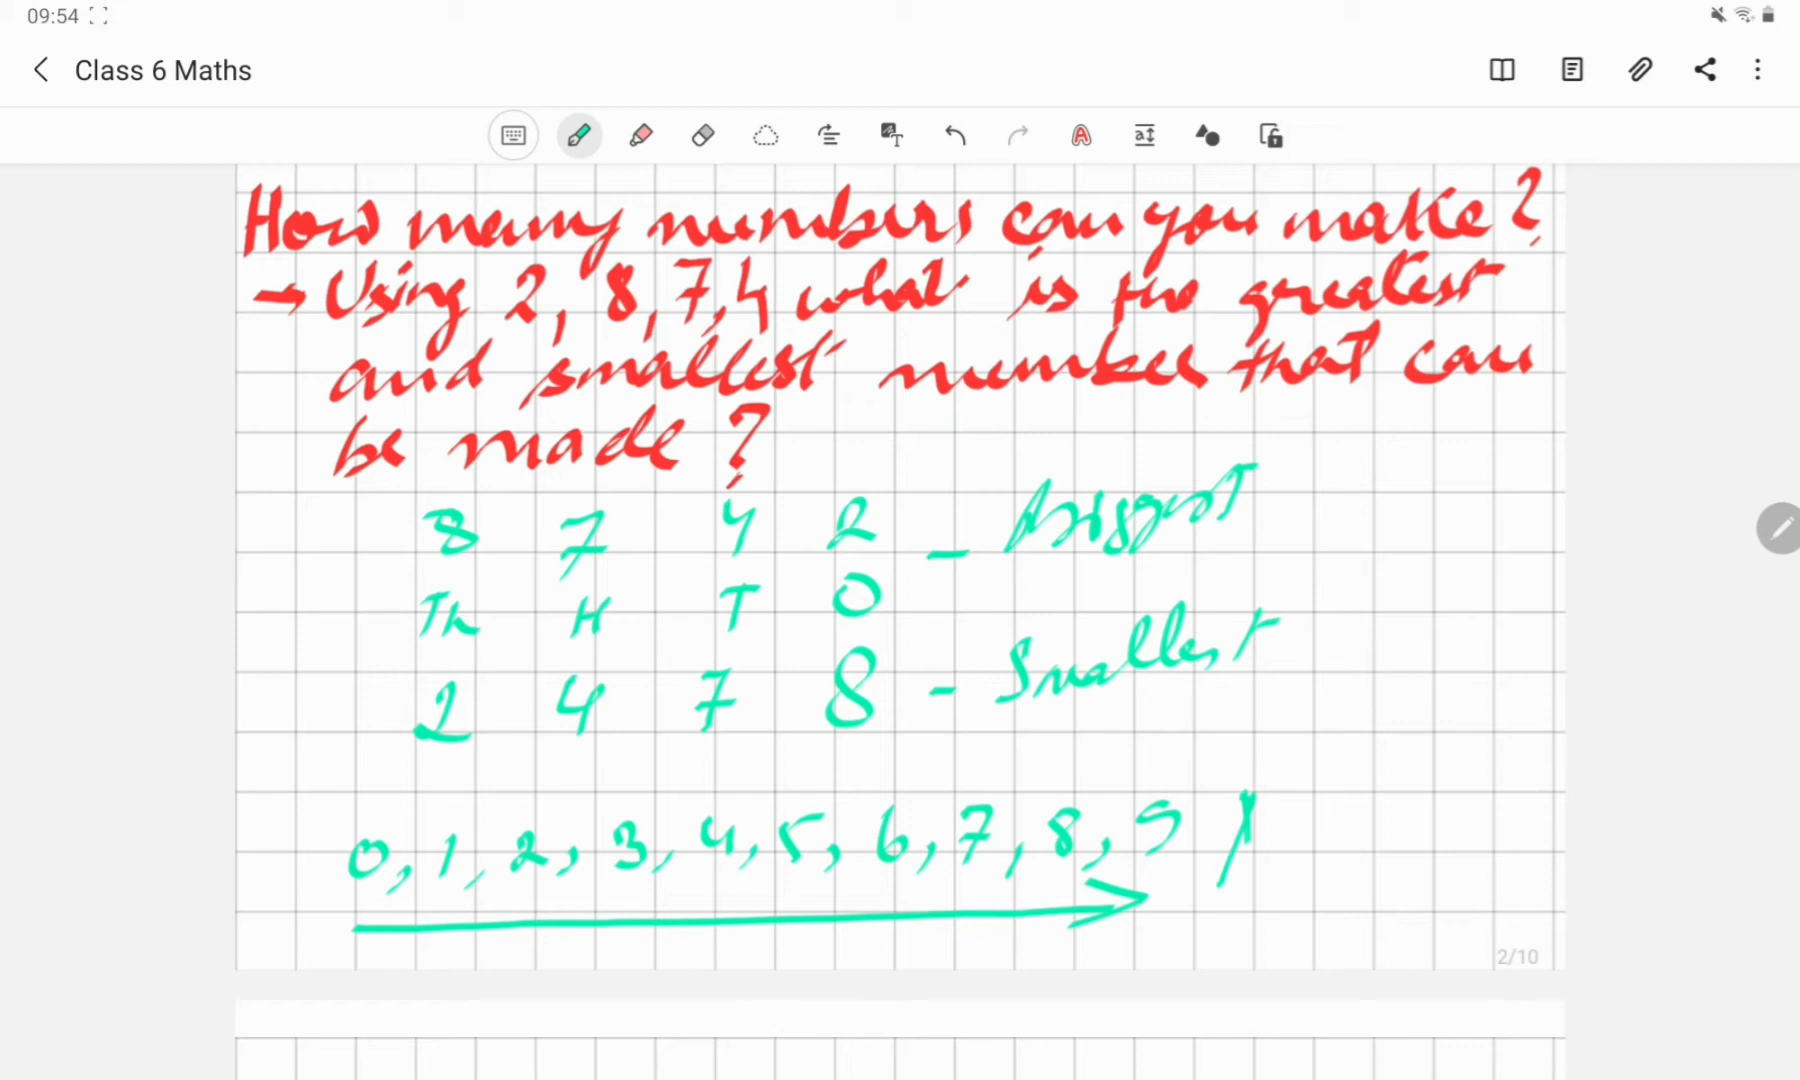 09:54
Class 6 Maths
How many numbers can you make?
→ Using 2, 8, 7, 4 what is the greatest
and smallest number that can
be made?
8 7 4 2 - Biggest
Th H T O
2 4 7 8 - Smallest
0, 1, 2, 3, 4, 5, 6, 7, 8, 9
2/10